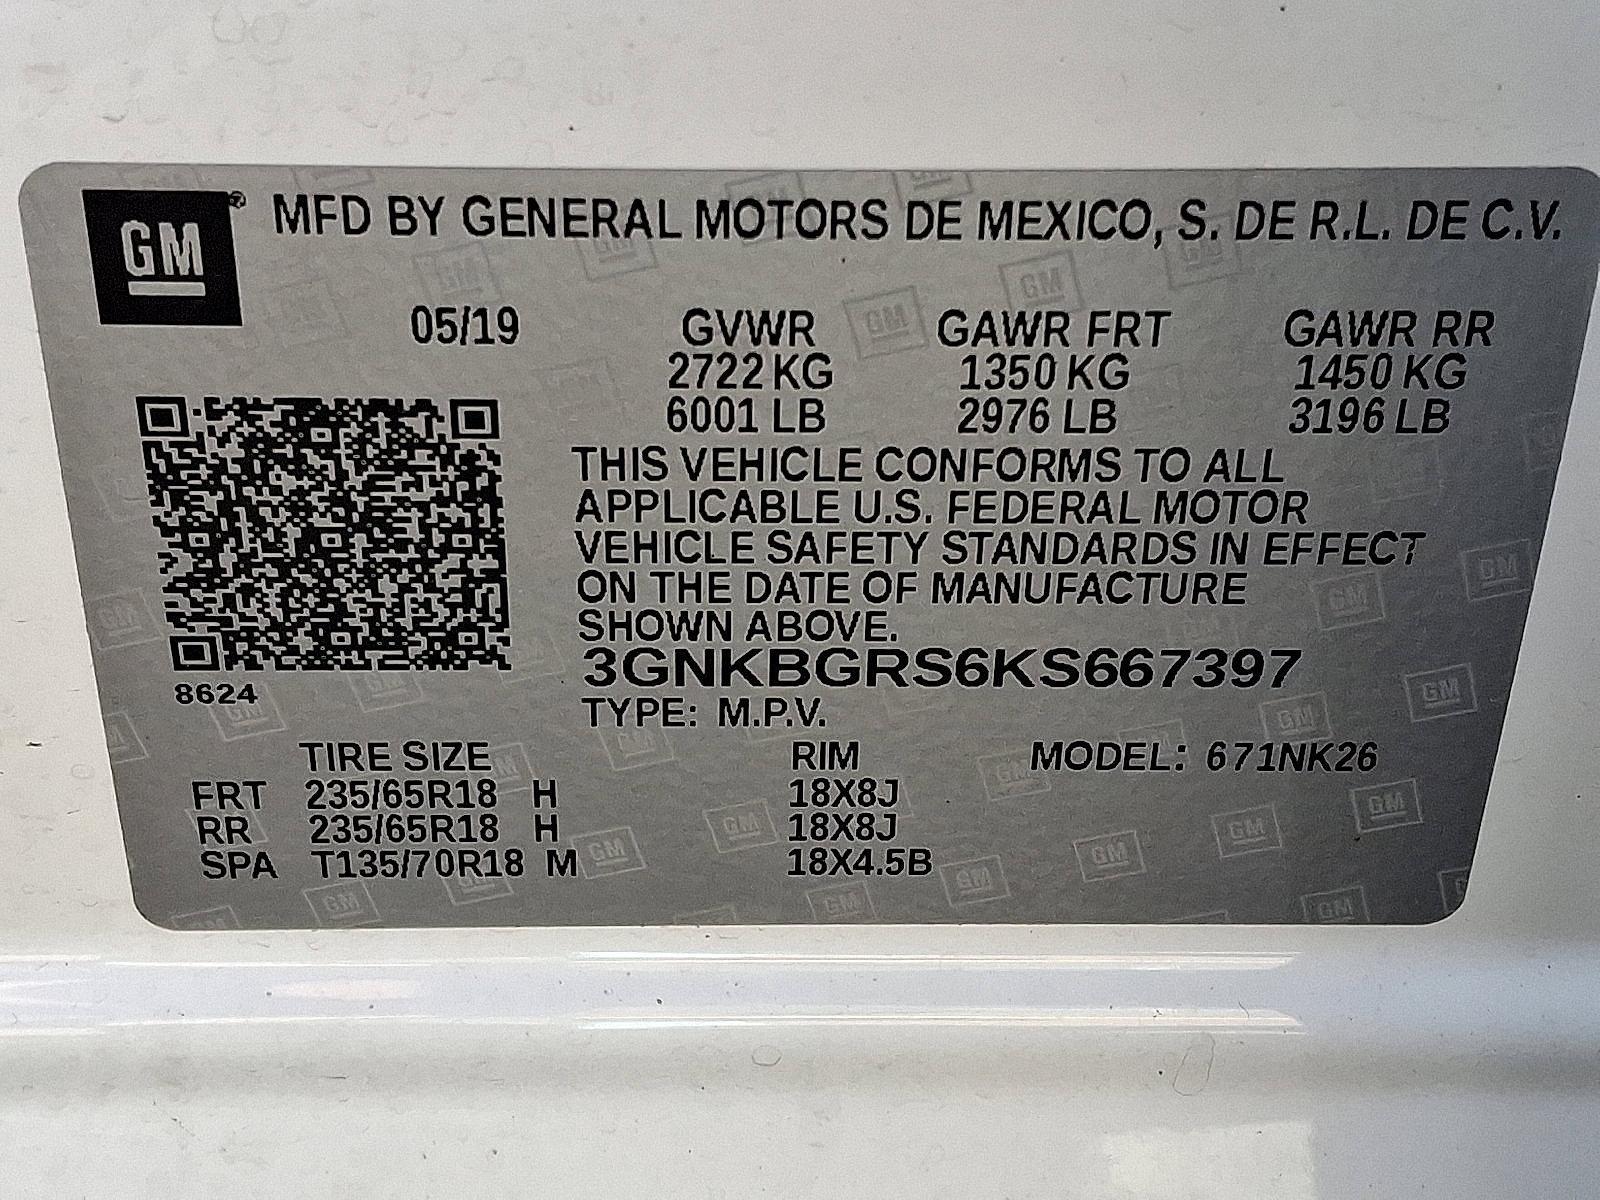 GM® MFD BY GENERAL MOTORS DE MEXICO, S. DE R.L. DE C.V.
05/19 GVWR GAWR FRT GAWR RR
2722 KG 1350 KG 1450 KG
6001 LB 2976 LB 3196 LB
THIS VEHICLE CONFORMS TO ALL
APPLICABLE U.S. FEDERAL MOTOR
VEHICLE SAFETY STANDARDS IN EFFECT
ON THE DATE OF MANUFACTURE
SHOWN ABOVE.
3GNKBGRS6KS667397
8624
TYPE: M.P.V.
TIRE SIZE RIM MODEL: 671NK26
FRT 235/65R18 H 18X8J
RR 235/65R18 H 18X8J
SPA T135/70R18 M 18X4.5B